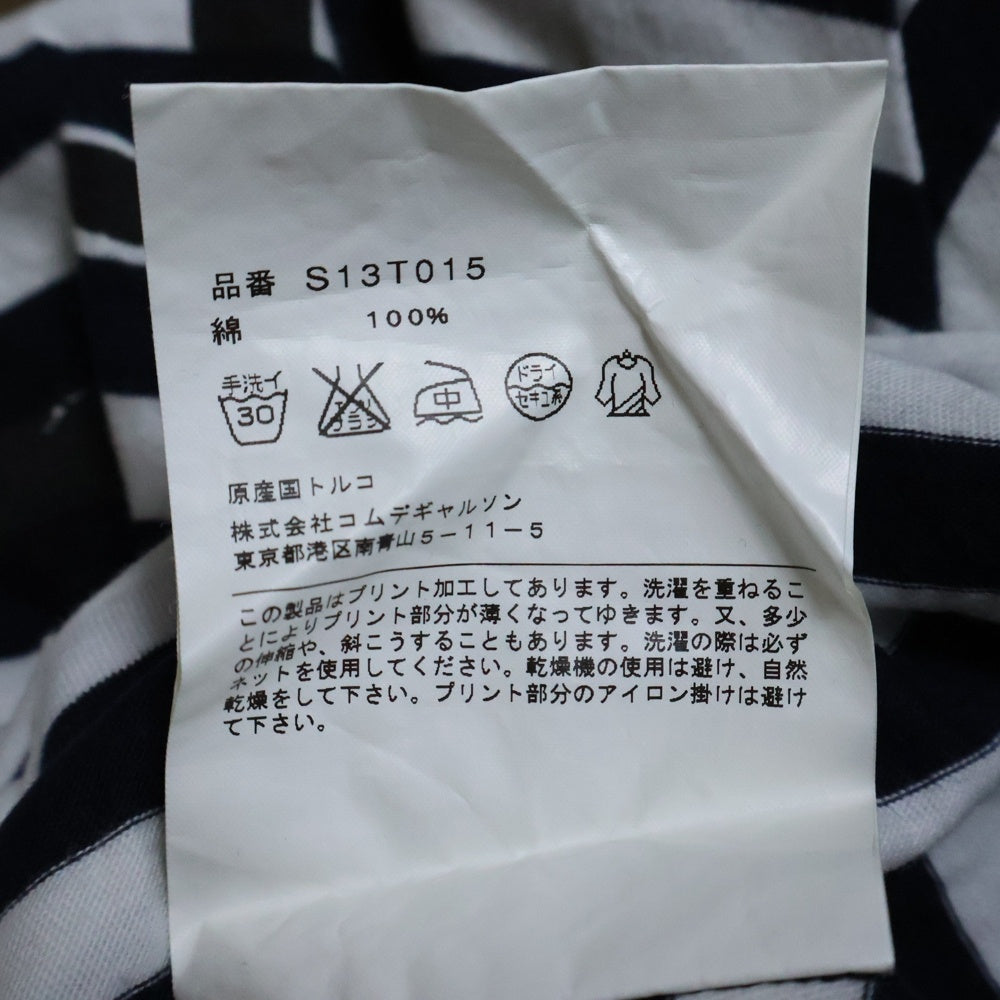 品番 S13T015
綿 100%
手洗イ
30
エンソ
サラシ
中
ドライ
セキユ系
原産国トルコ
株式会社コムデギャルソン
東京都港区南青山5-11-5
この製品はプリント加工してあります。洗濯を重ねるこ
とによりプリント部分が薄くなってゆきます。又、多少
の伸縮や、斜こうすることもあります。洗濯の際は必ず
ネットを使用してください。乾燥機の使用は避け、自然
乾燥をして下さい。プリント部分のアイロン掛けは避け
て下さい。